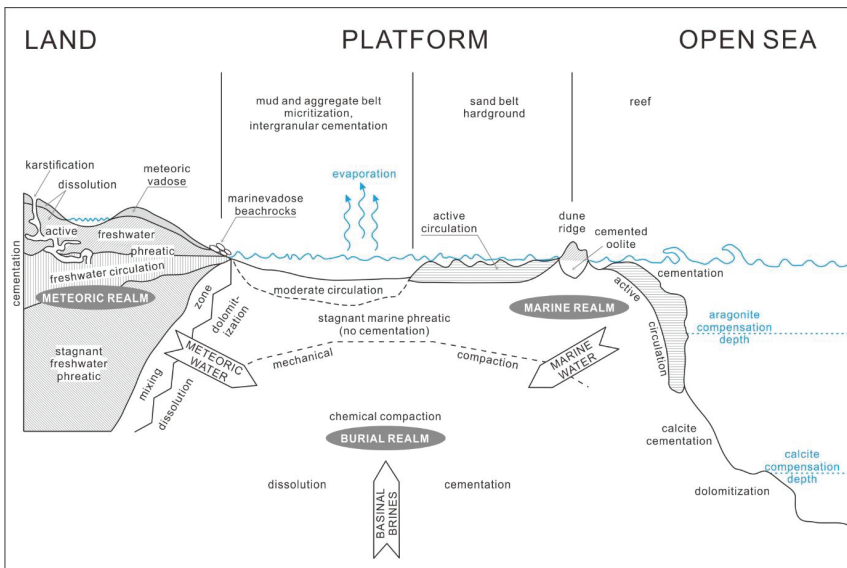 LAND
PLATFORM
OPEN SEA
mud and aggregate belt
micritization,
intergranular cementation
sand belt
hardground
reef
karstification
dissolution
meteoric
vadose
evaporation
marinevadose
beachrocks
active
circulation
dune
ridge
cemented
oolite
active
freshwater
phreatic
freshwater circulation
cementation
METEORIC REALM
moderate circulation
stagnant marine phreatic
(no cementation)
MARINE REALM
cementation
active
circulation
aragonite
compensation
depth
stagnant
freshwater
phreatic
mixing
zone
dolomit-
ization
dissolution
METEORIC
WATER
mechanical
compaction
MARINE
WATER
chemical compaction
BURIAL REALM
calcite
cementation
calcite
compensation
depth
dissolution
cementation
dolomitization
BASINAL
BRINES